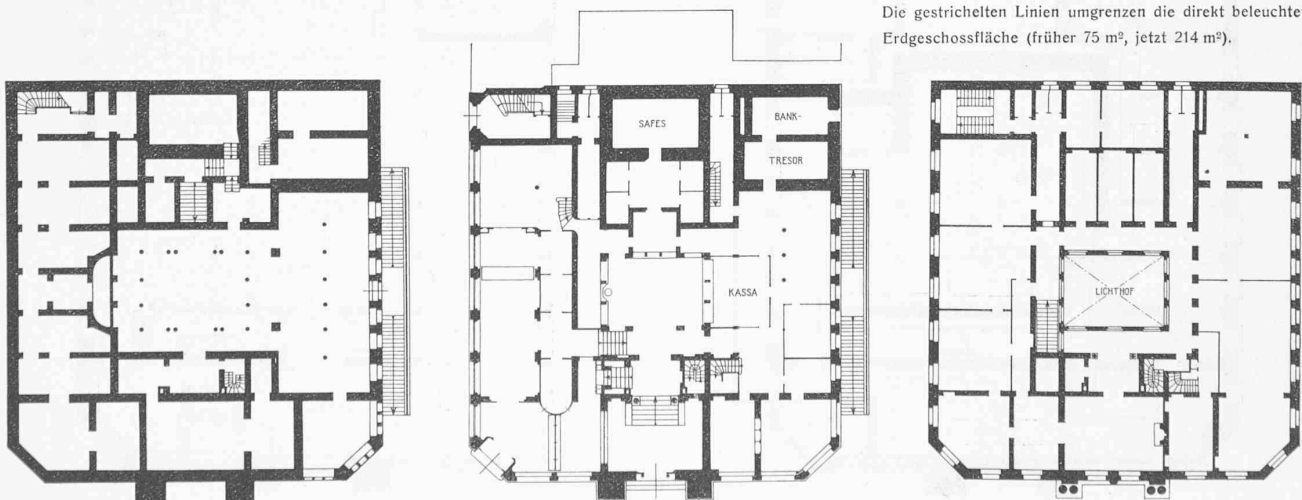 Die gestrichelten Linien umgrenzen die direkt beleuchte
Erdgeschossfläche (früher 75 m², jetzt 214 m²).
SAFES
BANK-
TRESOR
KASSA
LICHTHOF